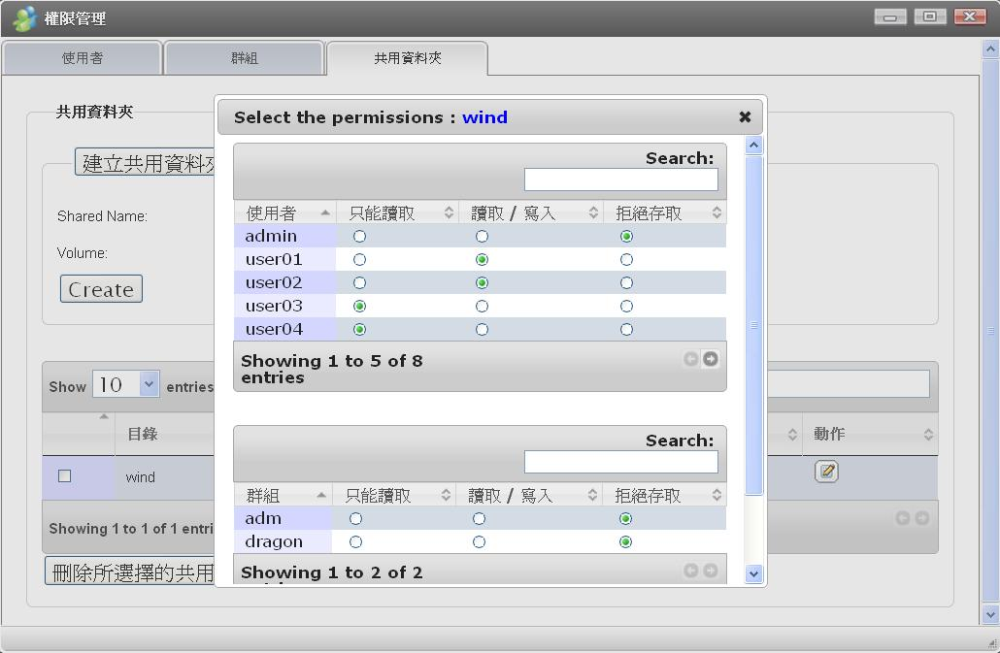 權限管理
使用者 群組 共用資料夾
共用資料夾
建立共用資料夾
Shared Name:
Volume:
Create
Show 10 entries
目錄 動作
wind
Showing 1 to 1 of 1 entri
刪除所選擇的共用
Select the permissions : wind
Search:
使用者 只能讀取 讀取 / 寫入 拒絕存取
admin
user01
user02
user03
user04
Showing 1 to 5 of 8
entries
Search:
群組 只能讀取 讀取 / 寫入 拒絕存取
adm
dragon
Showing 1 to 2 of 2